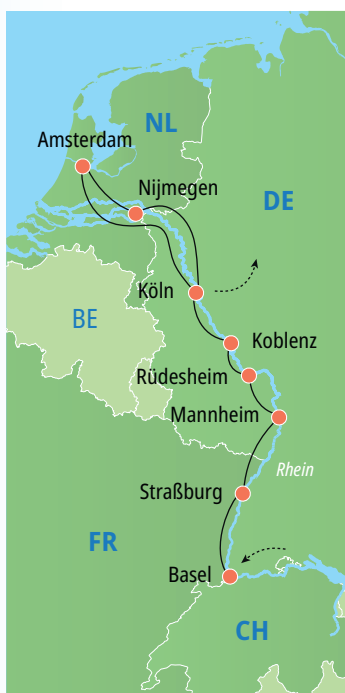 NL
Amsterdam
Nijmegen
DE
Köln
BE
Koblenz
Rüdesheim
Mannheim
Rhein
Straßburg
FR
Basel
CH